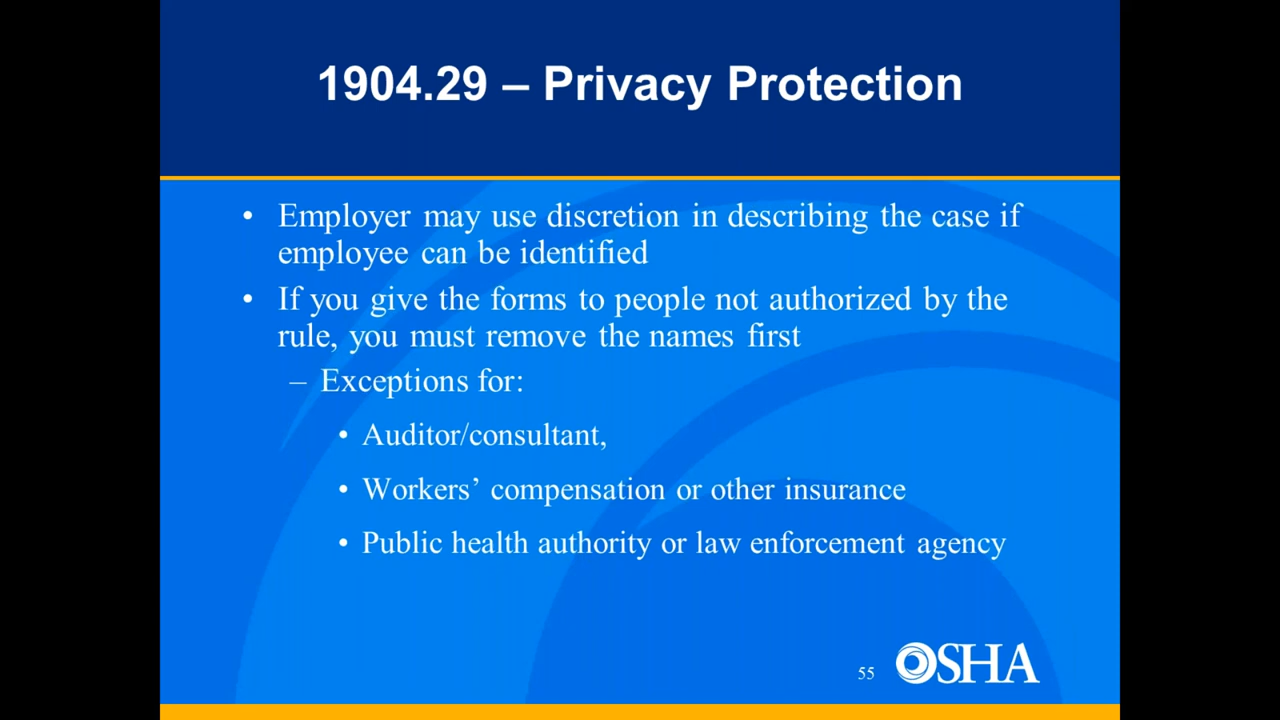 1904.29 – Privacy Protection
• Employer may use discretion in describing the case if
employee can be identified
• If you give the forms to people not authorized by the
rule, you must remove the names first
– Exceptions for:
• Auditor/consultant,
• Workers’ compensation or other insurance
• Public health authority or law enforcement agency
55
OSHA